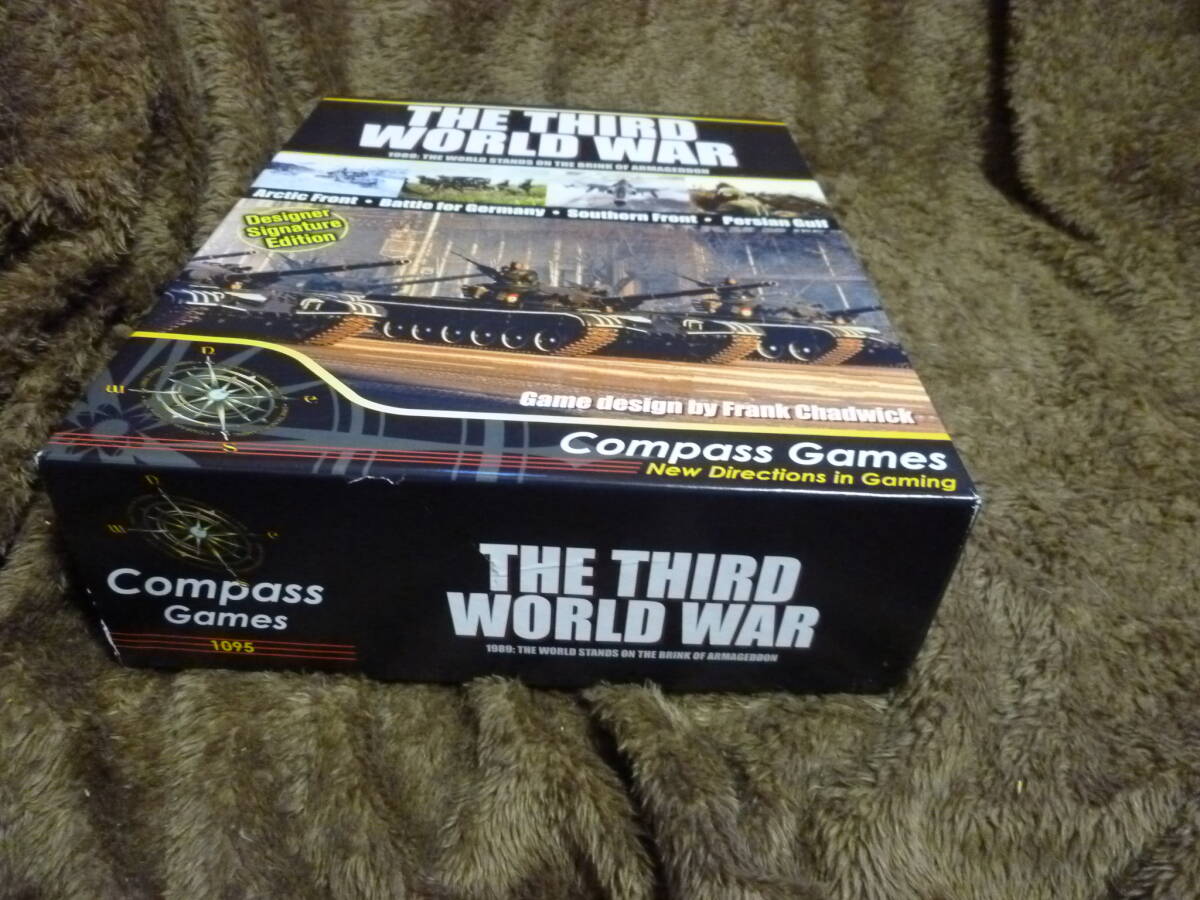 THE THIRD
WORLD WAR
1989: THE WORLD STANDS ON THE BRINK OF ARMAGEDDON
Arctic Front • Battle for Germany • Southern Front • Persian Gulf
Designer
Signature
Edition
Game design by Frank Chadwick
n
w e
s
Compass Games
New Directions in Gaming
n
w e
Compass
Games
1095
THE THIRD
WORLD WAR
1989: THE WORLD STANDS ON THE BRINK OF ARMAGEDDON